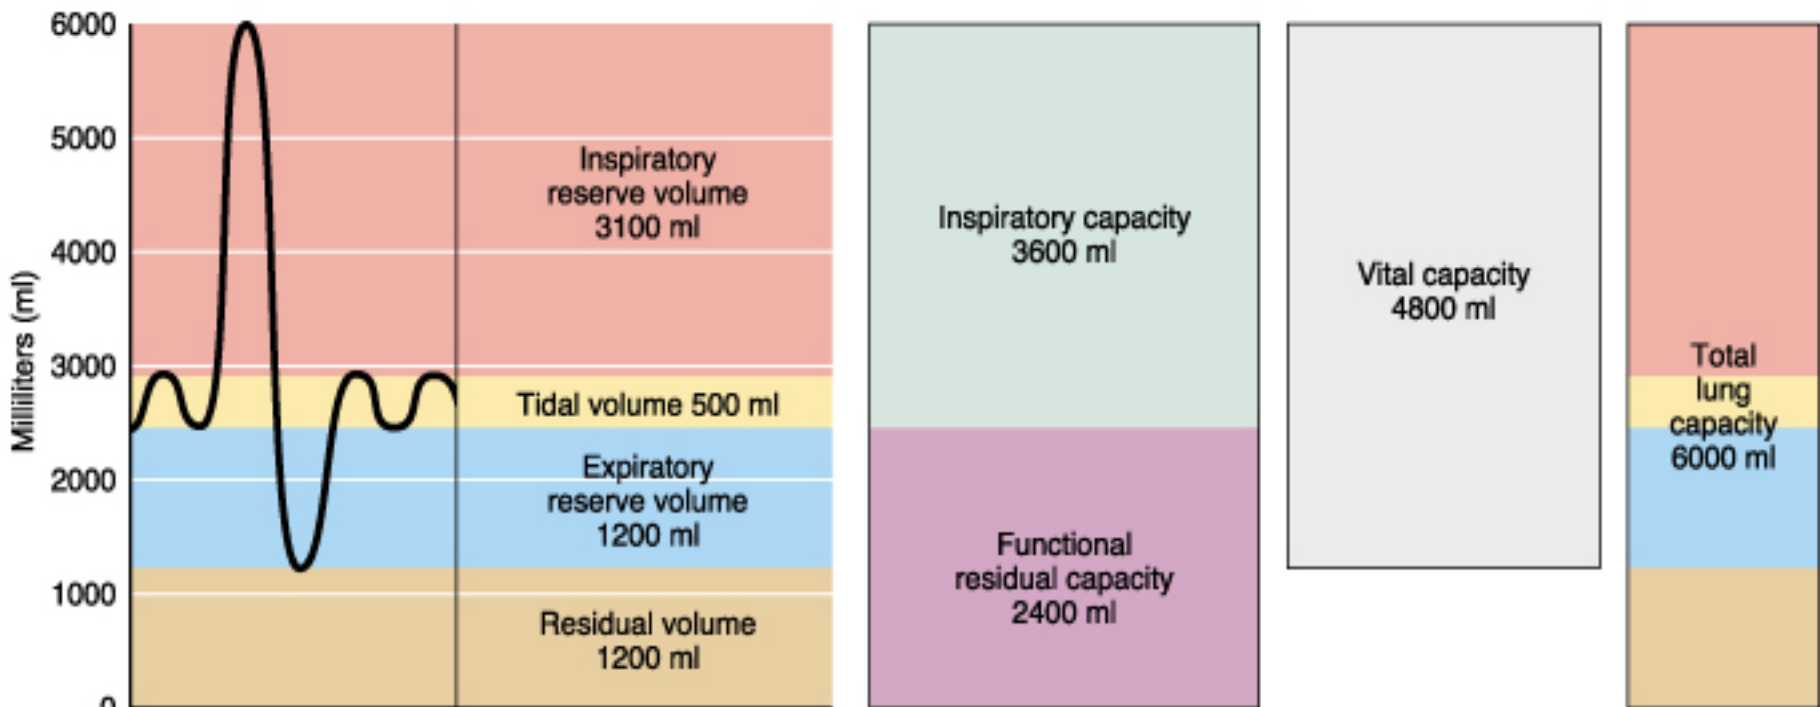 Milliliters (ml)
6000
5000
4000
3000
2000
1000
0
Inspiratory
reserve volume
3100 ml
Tidal volume 500 ml
Expiratory
reserve volume
1200 ml
Residual volume
1200 ml
Inspiratory capacity
3600 ml
Functional
residual capacity
2400 ml
Vital capacity
4800 ml
Total
lung
capacity
6000 ml